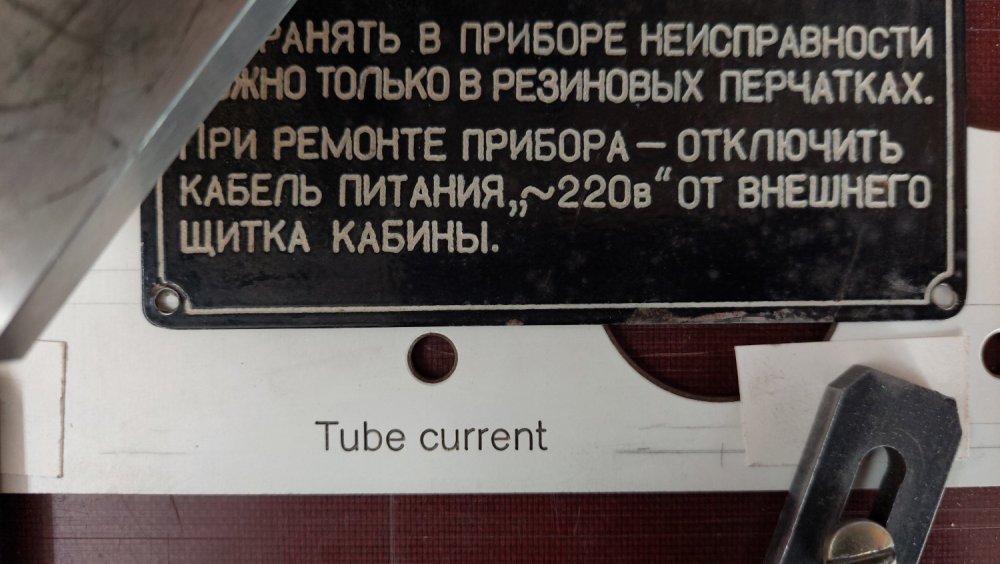 В ПРИБОРЕ НЕИСПРАВНОСТИ
ТОЛЬКО В РЕЗИНОВЫХ ПЕРЧАТКАХ.
ПРИ РЕМОНТЕ ПРИБОРА — ОТКЛЮЧИТЬ
КАБЕЛЬ ПИТАНИЯ „~220в“ ОТ ВНЕШНЕГО
ЩИТКА КАБИНЫ.
Tube current